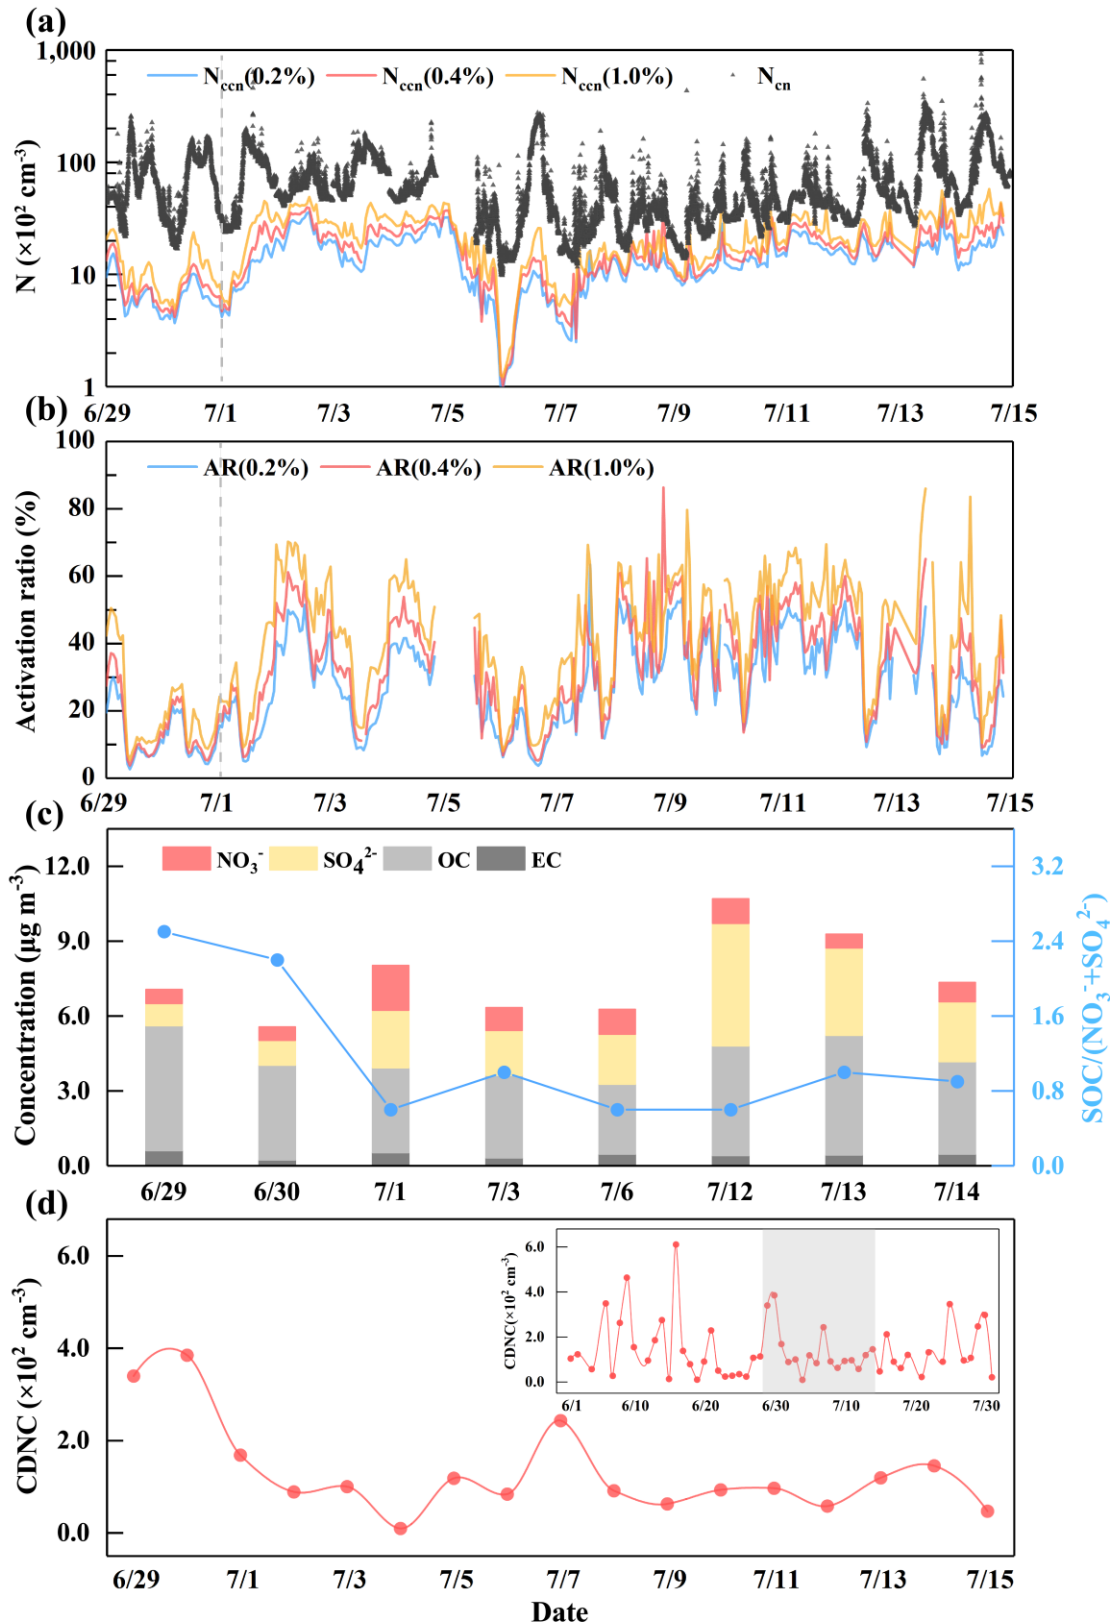 (a)
1,000
100
10
1
N (×10² cm⁻³)
N_ccn(0.2%) N_ccn(0.4%) N_ccn(1.0%) N_cn
6/29 7/1 7/3 7/5 7/7 7/9 7/11 7/13 7/15
(b)
100
80
60
40
20
0
Activation ratio (%)
AR(0.2%) AR(0.4%) AR(1.0%)
6/29 7/1 7/3 7/5 7/7 7/9 7/11 7/13 7/15
(c)
12.0
9.0
6.0
3.0
0.0
Concentration (μg m⁻³)
NO₃⁻ SO₄²⁻ OC EC
3.2
2.4
1.6
0.8
0.0
SOC/(NO₃⁻+SO₄²⁻)
6/29 6/30 7/1 7/3 7/6 7/12 7/13 7/14
(d)
6.0
4.0
2.0
0.0
CDNC (×10² cm⁻³)
6.0
4.0
2.0
0.0
CDNC(×10² cm⁻³)
6/1 6/10 6/20 6/30 7/10 7/20 7/30
6/29 7/1 7/3 7/5 7/7 7/9 7/11 7/13 7/15
Date